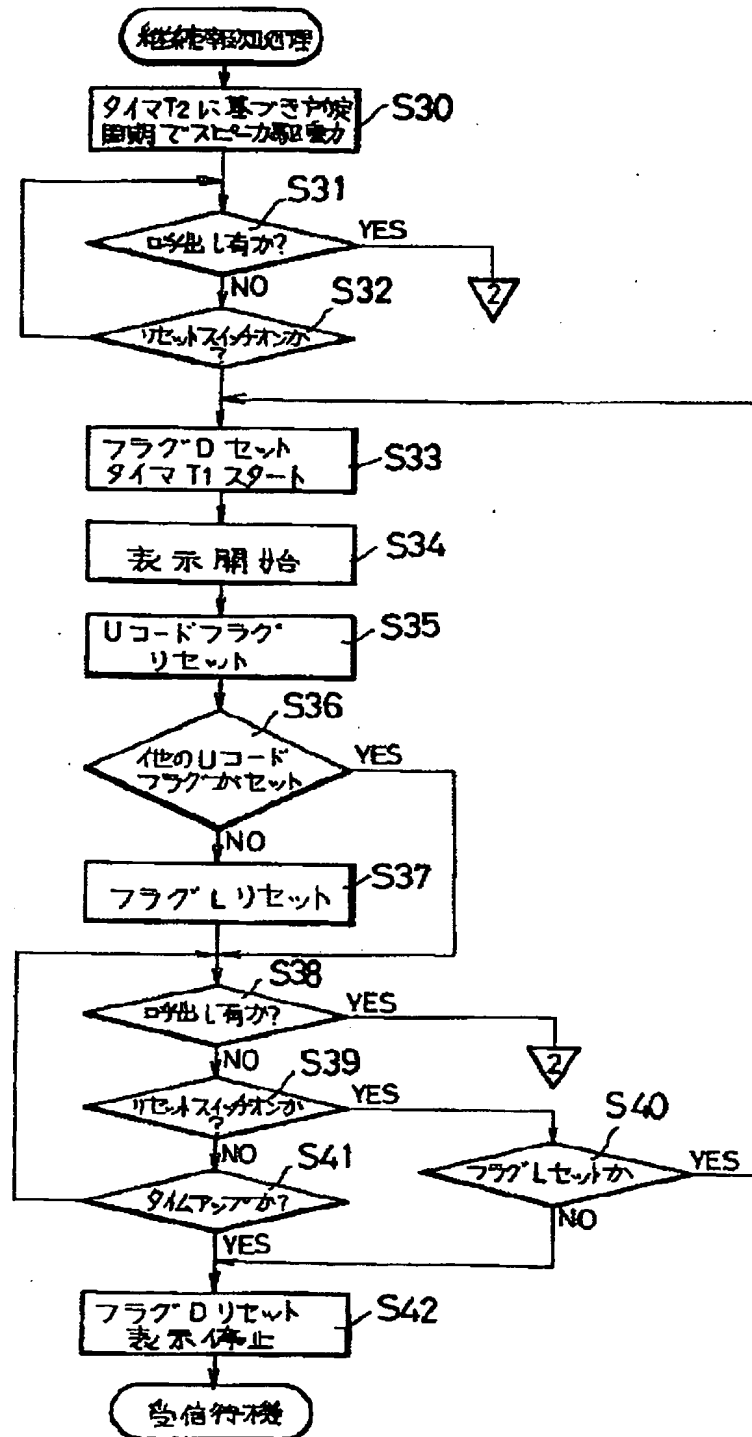 継続報知処理
タイマT2に基づき所定
周期でスピーカ駆動
S30
S31
呼出し有か?
YES
2
NO
S32
リセットスイッチオンか
?
フラグDセット
タイマT1スタート
S33
表示開始
S34
Uコードフラグ
リセット
S35
S36
他のUコード
フラグがセット
YES
NO
フラグLリセット
S37
S38
呼出し有か?
YES
2
NO
S39
リセットスイッチオンか
?
YES
S40
フラグLセットか
YES
NO
NO
S41
タイムアップか?
YES
フラグDリセット
表示停止
S42
受信待機